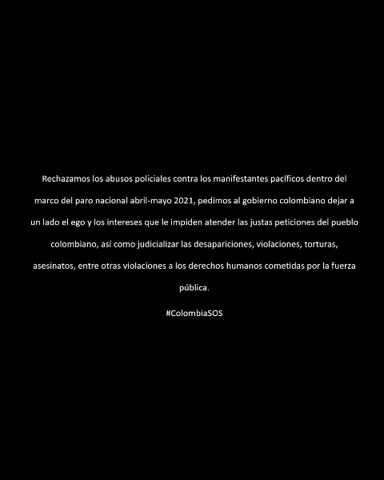 Rechazamos los abusos policiales contra los manifestantes pacíficos dentro del
marco del paro nacional abril-mayo 2021, pedimos al gobierno colombiano dejar a
un lado el ego y los intereses que le impiden atender las justas peticiones del pueblo
colombiano, así como judicializar las desapariciones, violaciones, torturas,
asesinatos, entre otras violaciones a los derechos humanos cometidas por la fuerza
pública.
#ColombiaSOS